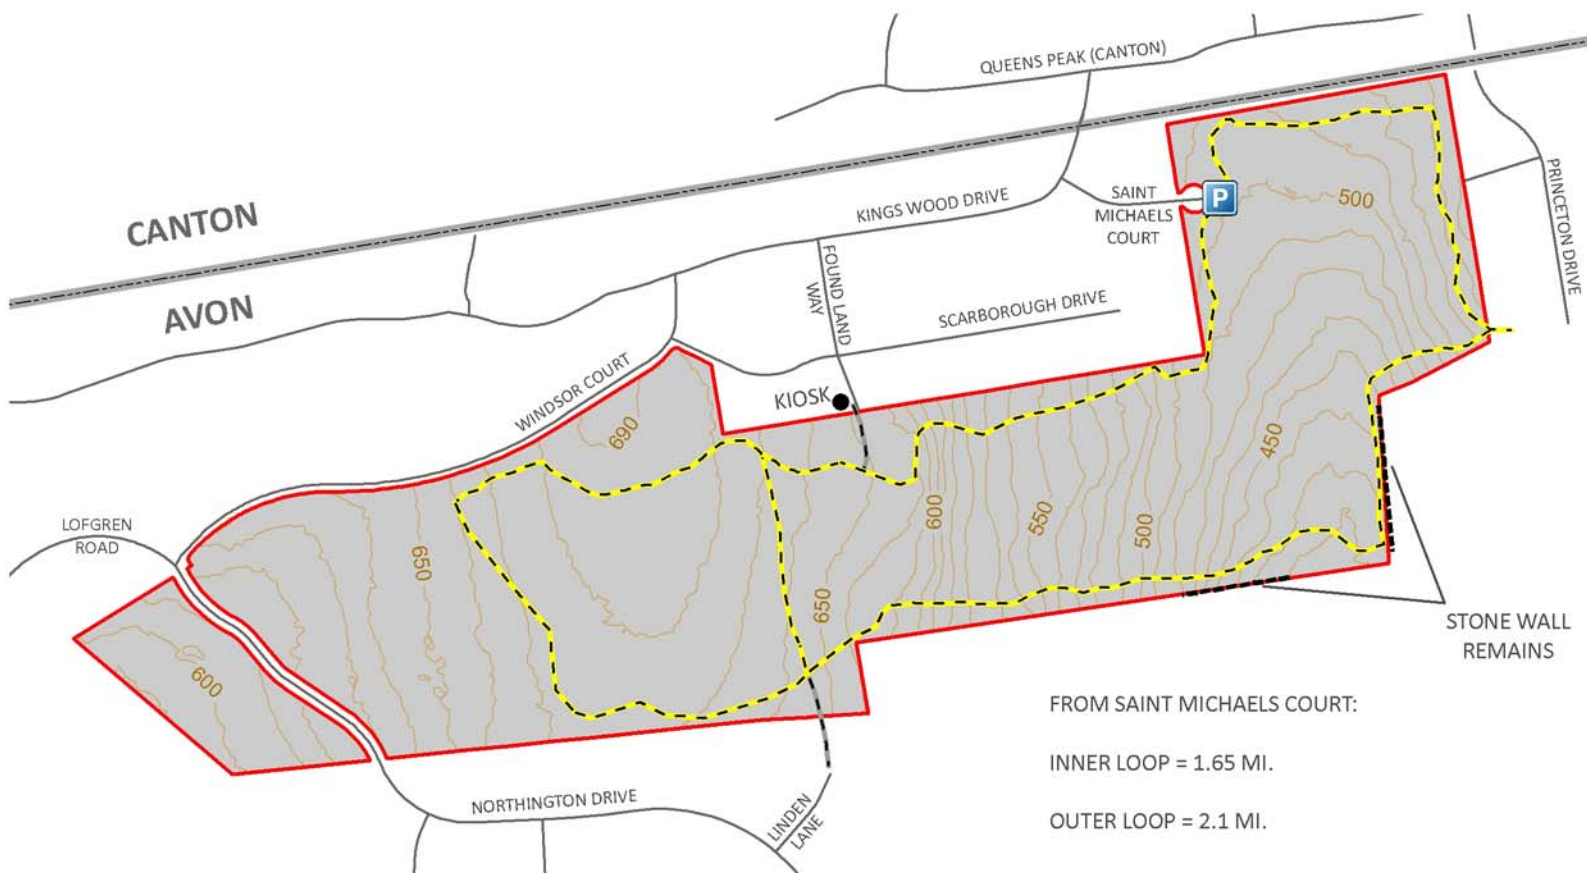 QUEENS PEAK (CANTON)
CANTON
AVON
KINGS WOOD DRIVE
SAINT
MICHAELS
COURT
P
500
PRINCETON DRIVE
FOUND LAND
WAY
SCARBOROUGH DRIVE
WINDSOR COURT
KIOSK
690
450
LOFGREN
ROAD
650
600
550
500
650
600
STONE WALL
REMAINS
FROM SAINT MICHAELS COURT:
INNER LOOP = 1.65 MI.
OUTER LOOP = 2.1 MI.
NORTHINGTON DRIVE
LINDEN
LANE